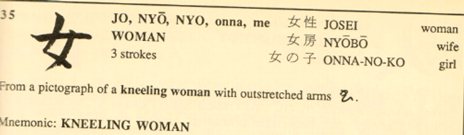 35
女
JO, NYŌ, NYO, onna, me
WOMAN
3 strokes
女性 JOSEI woman
女房 NYŌBŌ wife
女の子 ONNA-NO-KO girl
From a pictograph of a kneeling woman with outstretched arms
Mnemonic: KNEELING WOMAN